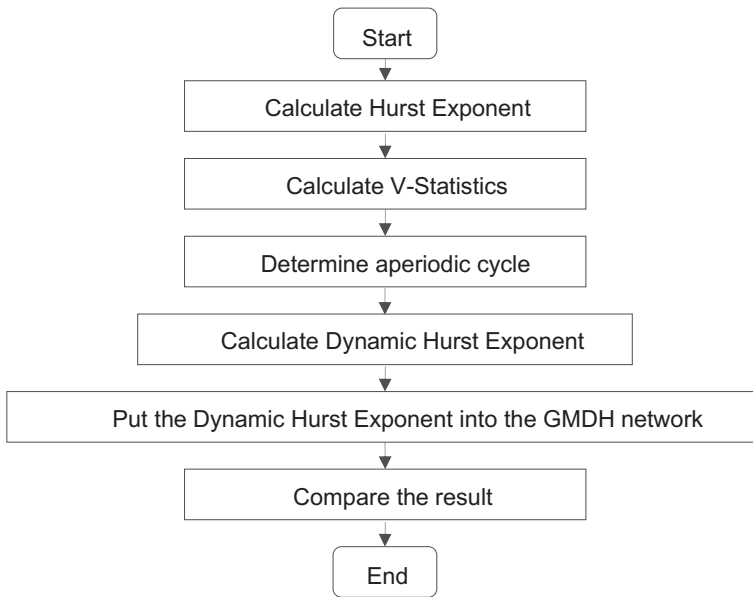 Start
Calculate Hurst Exponent
Calculate V-Statistics
Determine aperiodic cycle
Calculate Dynamic Hurst Exponent
Put the Dynamic Hurst Exponent into the GMDH network
Compare the result
End